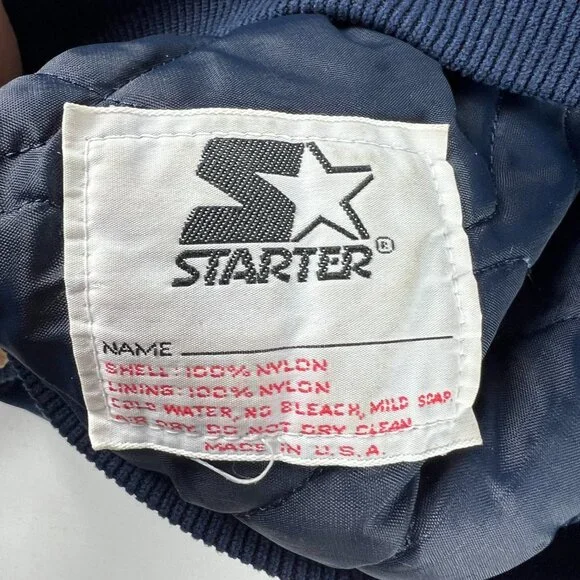 STARTER®
NAME
SHELL: 100% NYLON
LINING: 100% NYLON
COLD WATER, NO BLEACH, MILD SOAP.
AIR DRY, DO NOT DRY CLEAN
MADE IN U.S.A.